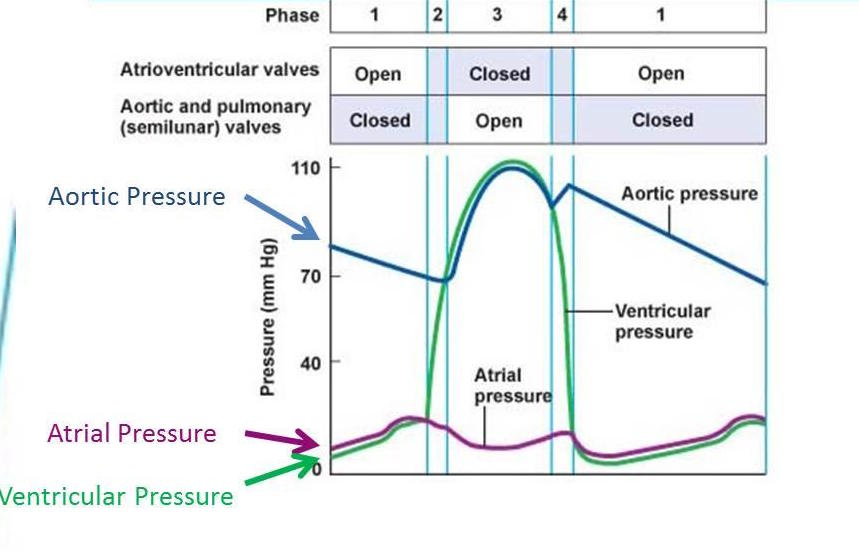 Phase 1 2 3 4 1
Atrioventricular valves Open Closed Open
Aortic and pulmonary
(semilunar) valves Closed Open Closed
110
Aortic Pressure
Aortic pressure
Pressure (mm Hg)
70
Ventricular
pressure
40
Atrial
pressure
Atrial Pressure
0
Ventricular Pressure